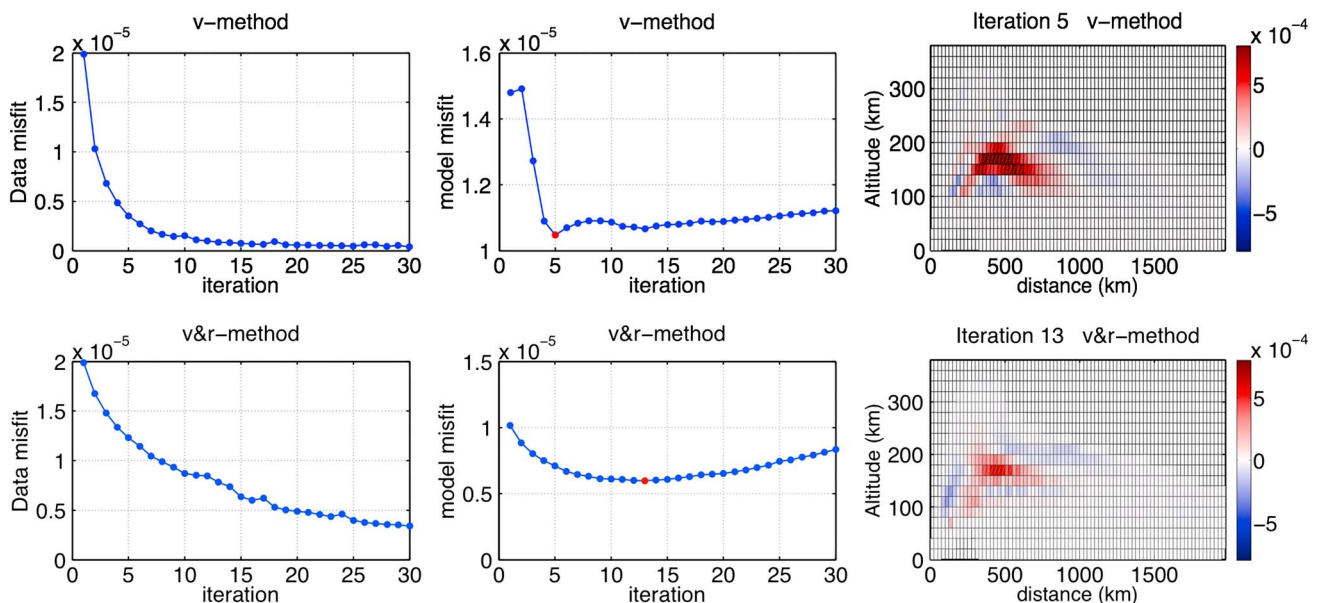 v-method
x 10-5
2
1.5
1
0.5
0
Data misfit
0 5 10 15 20 25 30
iteration
v-method
x 10-5
1.6
1.4
1.2
1
model misfit
0 5 10 15 20 25 30
iteration
Iteration 5 v-method
x 10-4
300
200
100
0
Altitude (km)
0 500 1000 1500
distance (km)
5
0
-5
v&r-method
x 10-5
2
1.5
1
0.5
0
Data misfit
0 5 10 15 20 25 30
iteration
v&r-method
x 10-5
1.5
1
0.5
0
model misfit
0 5 10 15 20 25 30
iteration
Iteration 13 v&r-method
x 10-4
300
200
100
0
Altitude (km)
0 500 1000 1500
distance (km)
5
0
-5